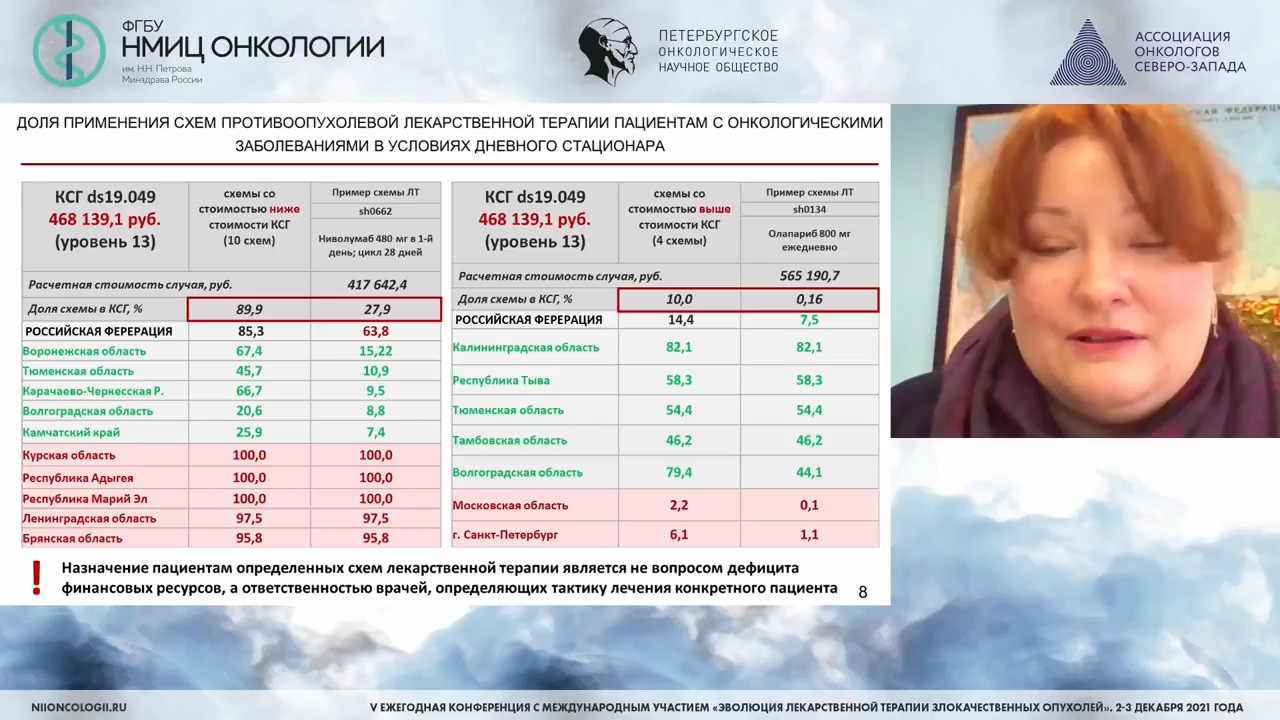 ФГБУ
НМИЦ ОНКОЛОГИИ
им. Н.Н. Петрова
Минздрава России
ПЕТЕРБУРГСКОЕ
ОНКОЛОГИЧЕСКОЕ
НАУЧНОЕ ОБЩЕСТВО
АССОЦИАЦИЯ
ОНКОЛОГОВ
СЕВЕРО-ЗАПАДА
ДОЛЯ ПРИМЕНЕНИЯ СХЕМ ПРОТИВООПУХОЛЕВОЙ ЛЕКАРСТВЕННОЙ ТЕРАПИИ ПАЦИЕНТАМ С ОНКОЛОГИЧЕСКИМИ
ЗАБОЛЕВАНИЯМИ В УСЛОВИЯХ ДНЕВНОГО СТАЦИОНАРА
КСГ ds19.049
468 139,1 руб.
(уровень 13)
схемы со
стоимостью ниже
стоимости КСГ
(10 схем)
Пример схемы ЛТ
sh0662
Ниволумаб 480 мг в 1-й
день; цикл 28 дней
Расчетная стоимость случая, руб. 417 642,4
Доля схемы в КСГ, % 89,9 27,9
РОССИЙСКАЯ ФЕРЕРАЦИЯ 85,3 63,8
Воронежская область 67,4 15,22
Тюменская область 45,7 10,9
Карачаево-Черкесская Р. 66,7 9,5
Волгоградская область 20,6 8,8
Камчатский край 25,9 7,4
Курская область 100,0 100,0
Республика Адыгея 100,0 100,0
Республика Марий Эл 100,0 100,0
Ленинградская область 97,5 97,5
Брянская область 95,8 95,8
КСГ ds19.049
468 139,1 руб.
(уровень 13)
схемы со
стоимостью выше
стоимости КСГ
(4 схемы)
Пример схемы ЛТ
sh0134
Олапариб 800 мг
ежедневно
Расчетная стоимость случая, руб. 565 190,7
Доля схемы в КСГ, % 10,0 0,16
РОССИЙСКАЯ ФЕРЕРАЦИЯ 14,4 7,5
Калининградская область 82,1 82,1
Республика Тыва 58,3 58,3
Тюменская область 54,4 54,4
Тамбовская область 46,2 46,2
Волгоградская область 79,4 44,1
Московская область 2,2 0,1
г. Санкт-Петербург 6,1 1,1
! Назначение пациентам определенных схем лекарственной терапии является не вопросом дефицита
финансовых ресурсов, а ответственностью врачей, определяющих тактику лечения конкретного пациента
8
NIIONCOLOGII.RU
V ЕЖЕГОДНАЯ КОНФЕРЕНЦИЯ С МЕЖДУНАРОДНЫМ УЧАСТИЕМ «ЭВОЛЮЦИЯ ЛЕКАРСТВЕННОЙ ТЕРАПИИ ЗЛОКАЧЕСТВЕННЫХ ОПУХОЛЕЙ». 2-3 ДЕКАБРЯ 2021 ГОДА